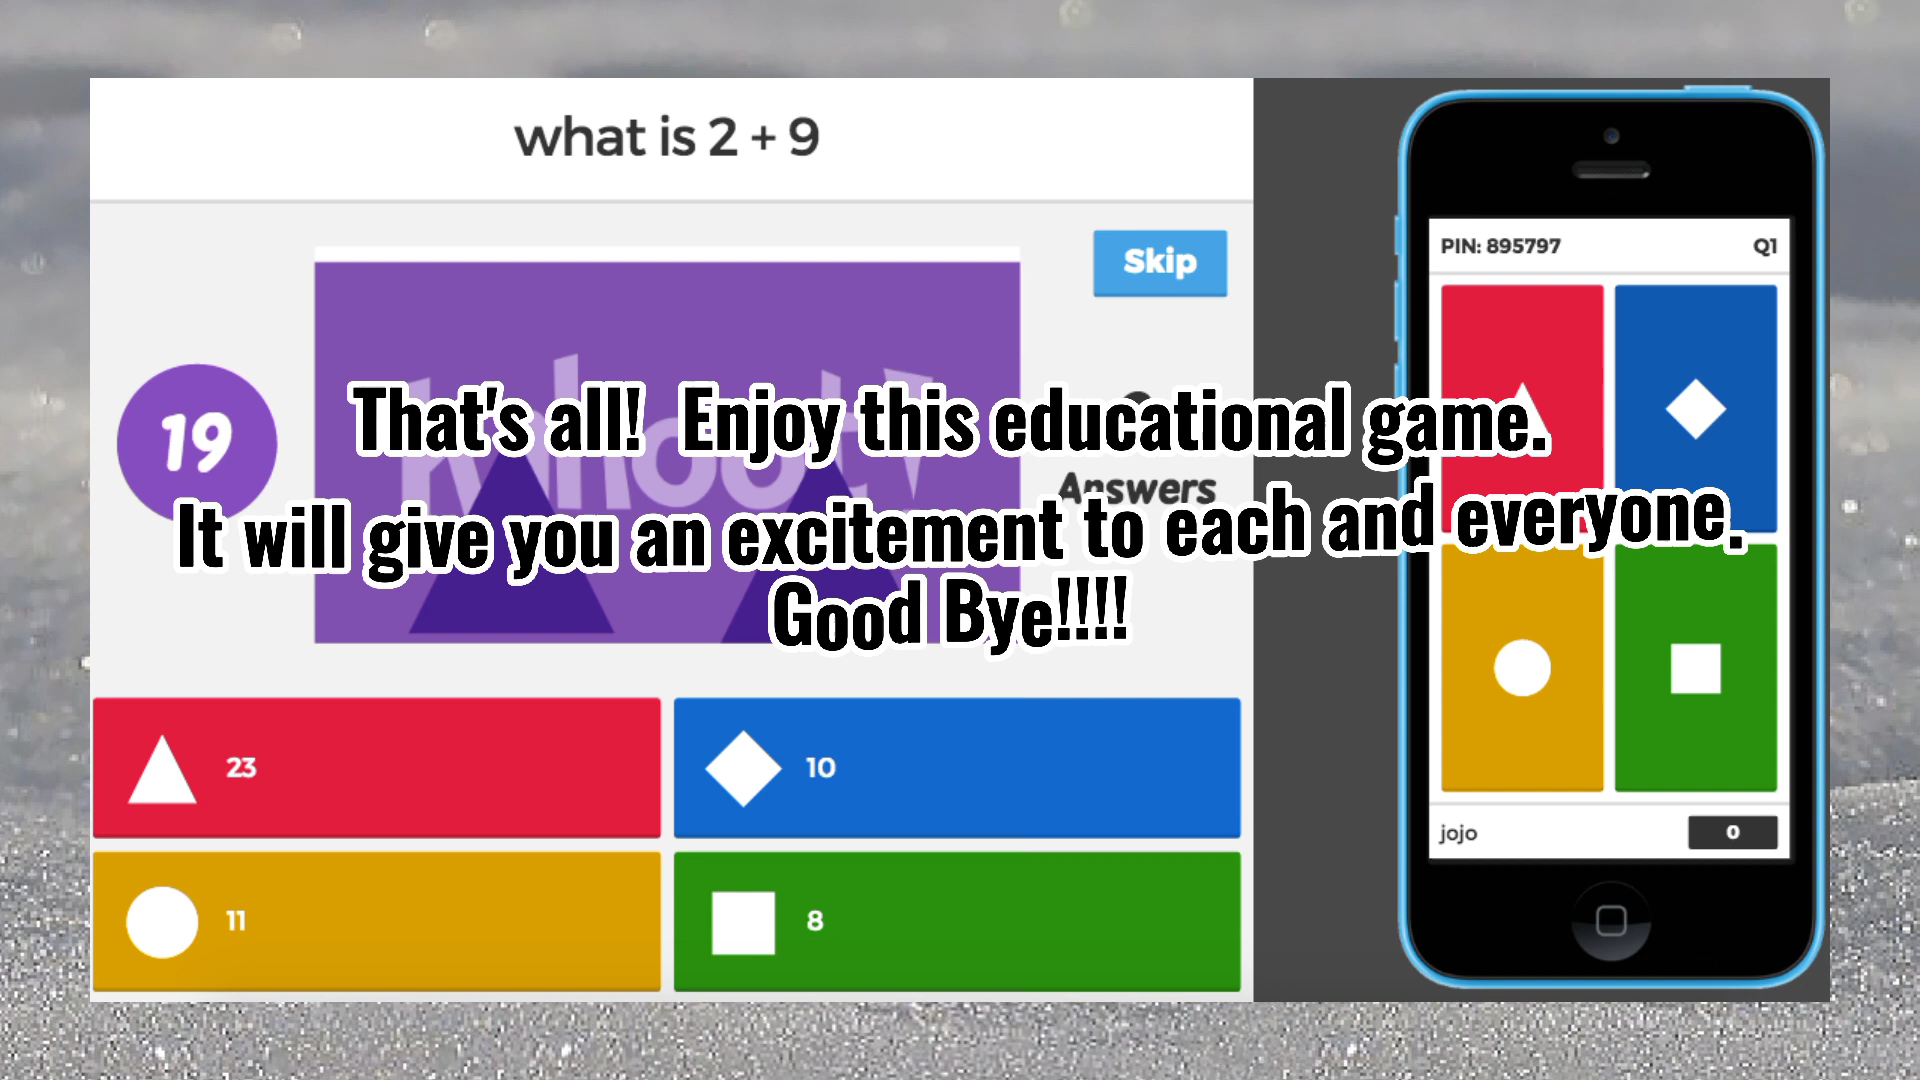 what is 2 + 9
Skip
19
That's all! Enjoy this educational game.
Answers
It will give you an excitement to each and everyone.
Good Bye!!!!
23
10
11
8
PIN: 895797 Q1
jojo 0